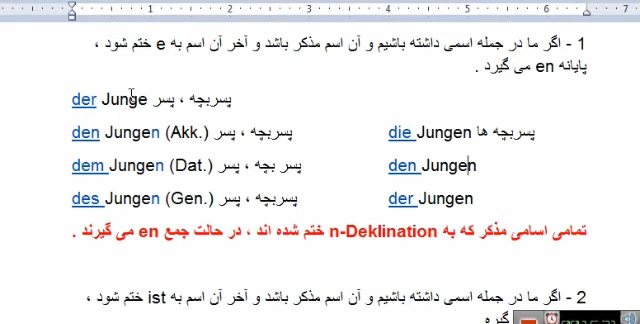 1 - اگر ما در جمله اسمی داشته باشیم و آن اسم مذکر باشد و آخر آن اسم به e ختم شود ،
پایانه en می گیرد .
der Junge پسربچه ، پسر
den Jungen (Akk.) پسربچه ، پسر die Jungen پسربچه ها
dem Jungen (Dat.) پسر بچه ، پسر den Jungen
des Jungen (Gen.) پسربچه ، پسر der Jungen
تمامی اسامی مذکر که به n-Deklination ختم شده اند ، در حالت جمع en می گیرند .
2 - اگر ما در جمله اسمی داشته باشیم و آن اسم مذکر باشد و آخر آن اسم به ist ختم شود ،